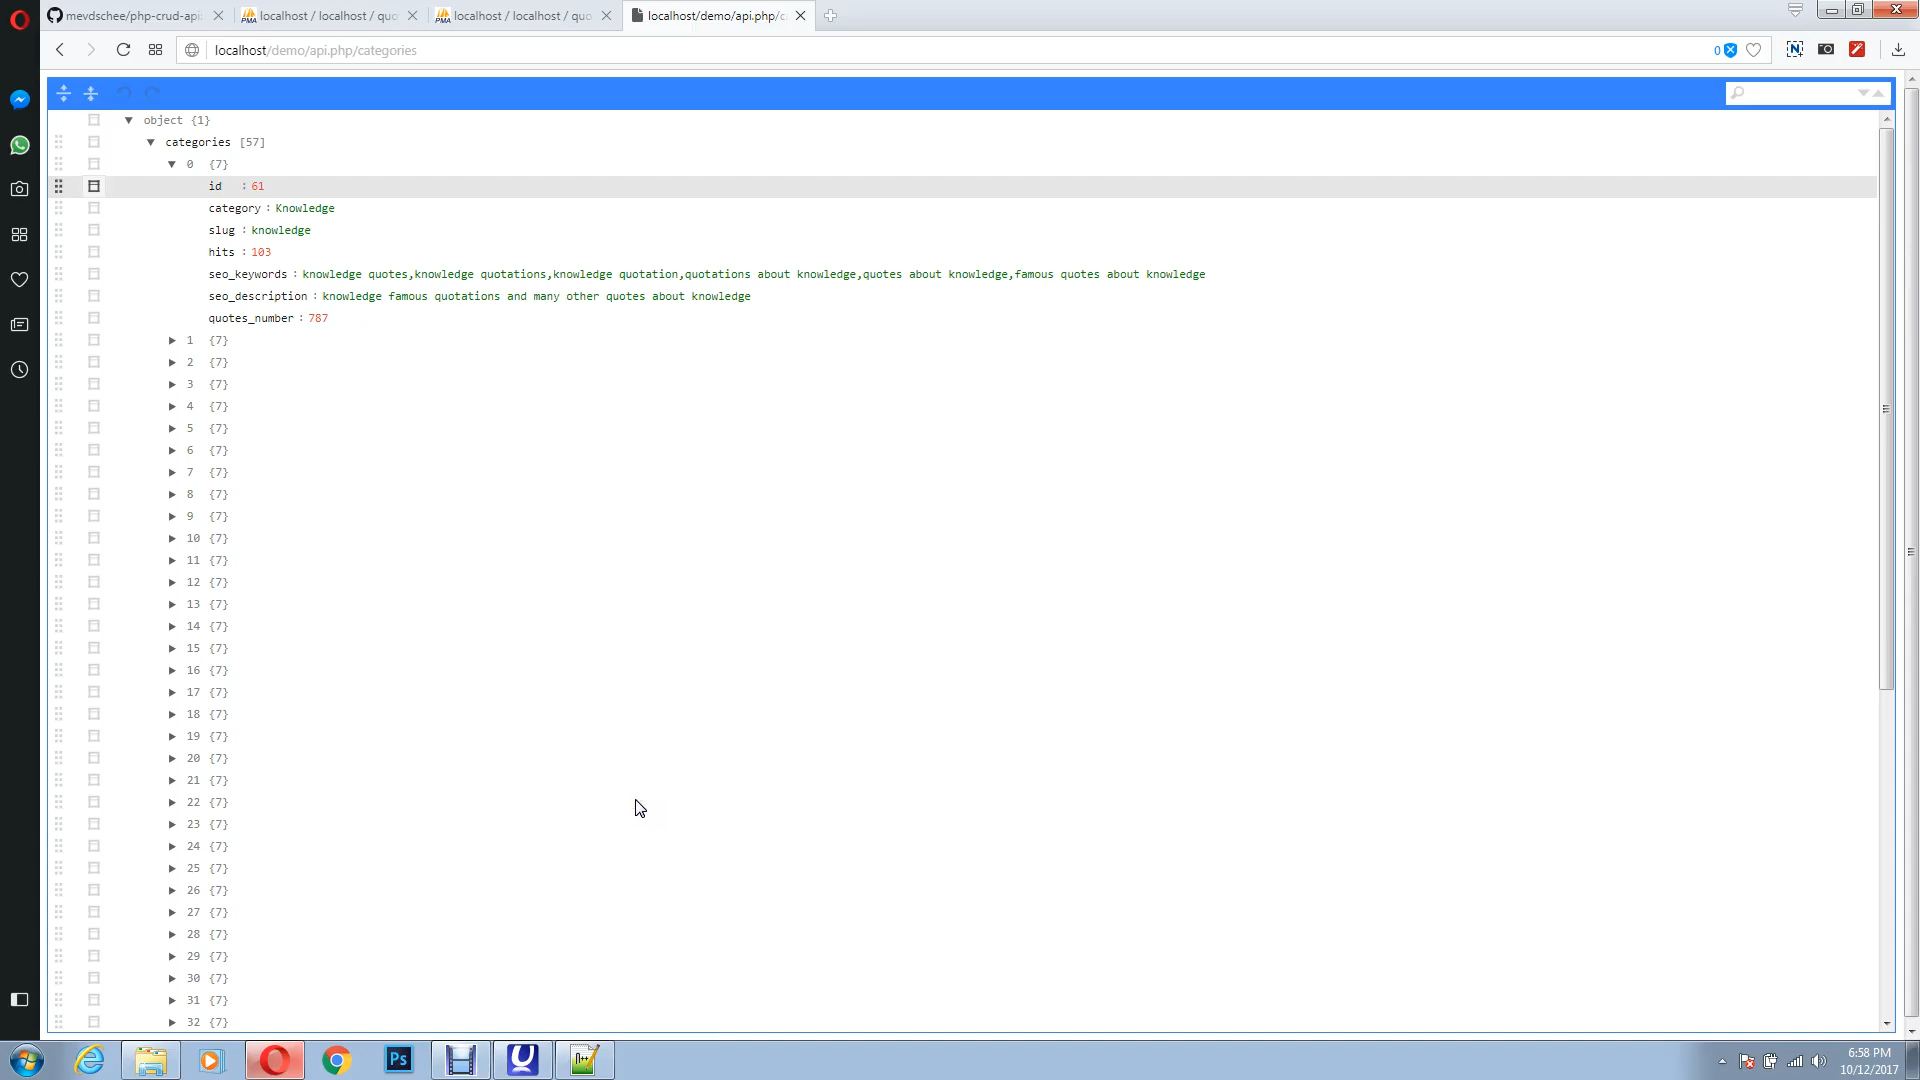 mevdschee/php-crud-api:
localhost / localhost / quo
localhost / localhost / quo
localhost/demo/api.php/c
localhost/demo/api.php/categories
0
object {1}
categories [57]
0 {7}
id : 61
category : Knowledge
slug : knowledge
hits : 103
seo_keywords : knowledge quotes,knowledge quotations,knowledge quotation,quotations about knowledge,quotes about knowledge,famous quotes about knowledge
seo_description : knowledge famous quotations and many other quotes about knowledge
quotes_number : 787
1 {7}
2 {7}
3 {7}
4 {7}
5 {7}
6 {7}
7 {7}
8 {7}
9 {7}
10 {7}
11 {7}
12 {7}
13 {7}
14 {7}
15 {7}
16 {7}
17 {7}
18 {7}
19 {7}
20 {7}
21 {7}
22 {7}
23 {7}
24 {7}
25 {7}
26 {7}
27 {7}
28 {7}
29 {7}
30 {7}
31 {7}
32 {7}
Ps
6:58 PM
10/12/2017